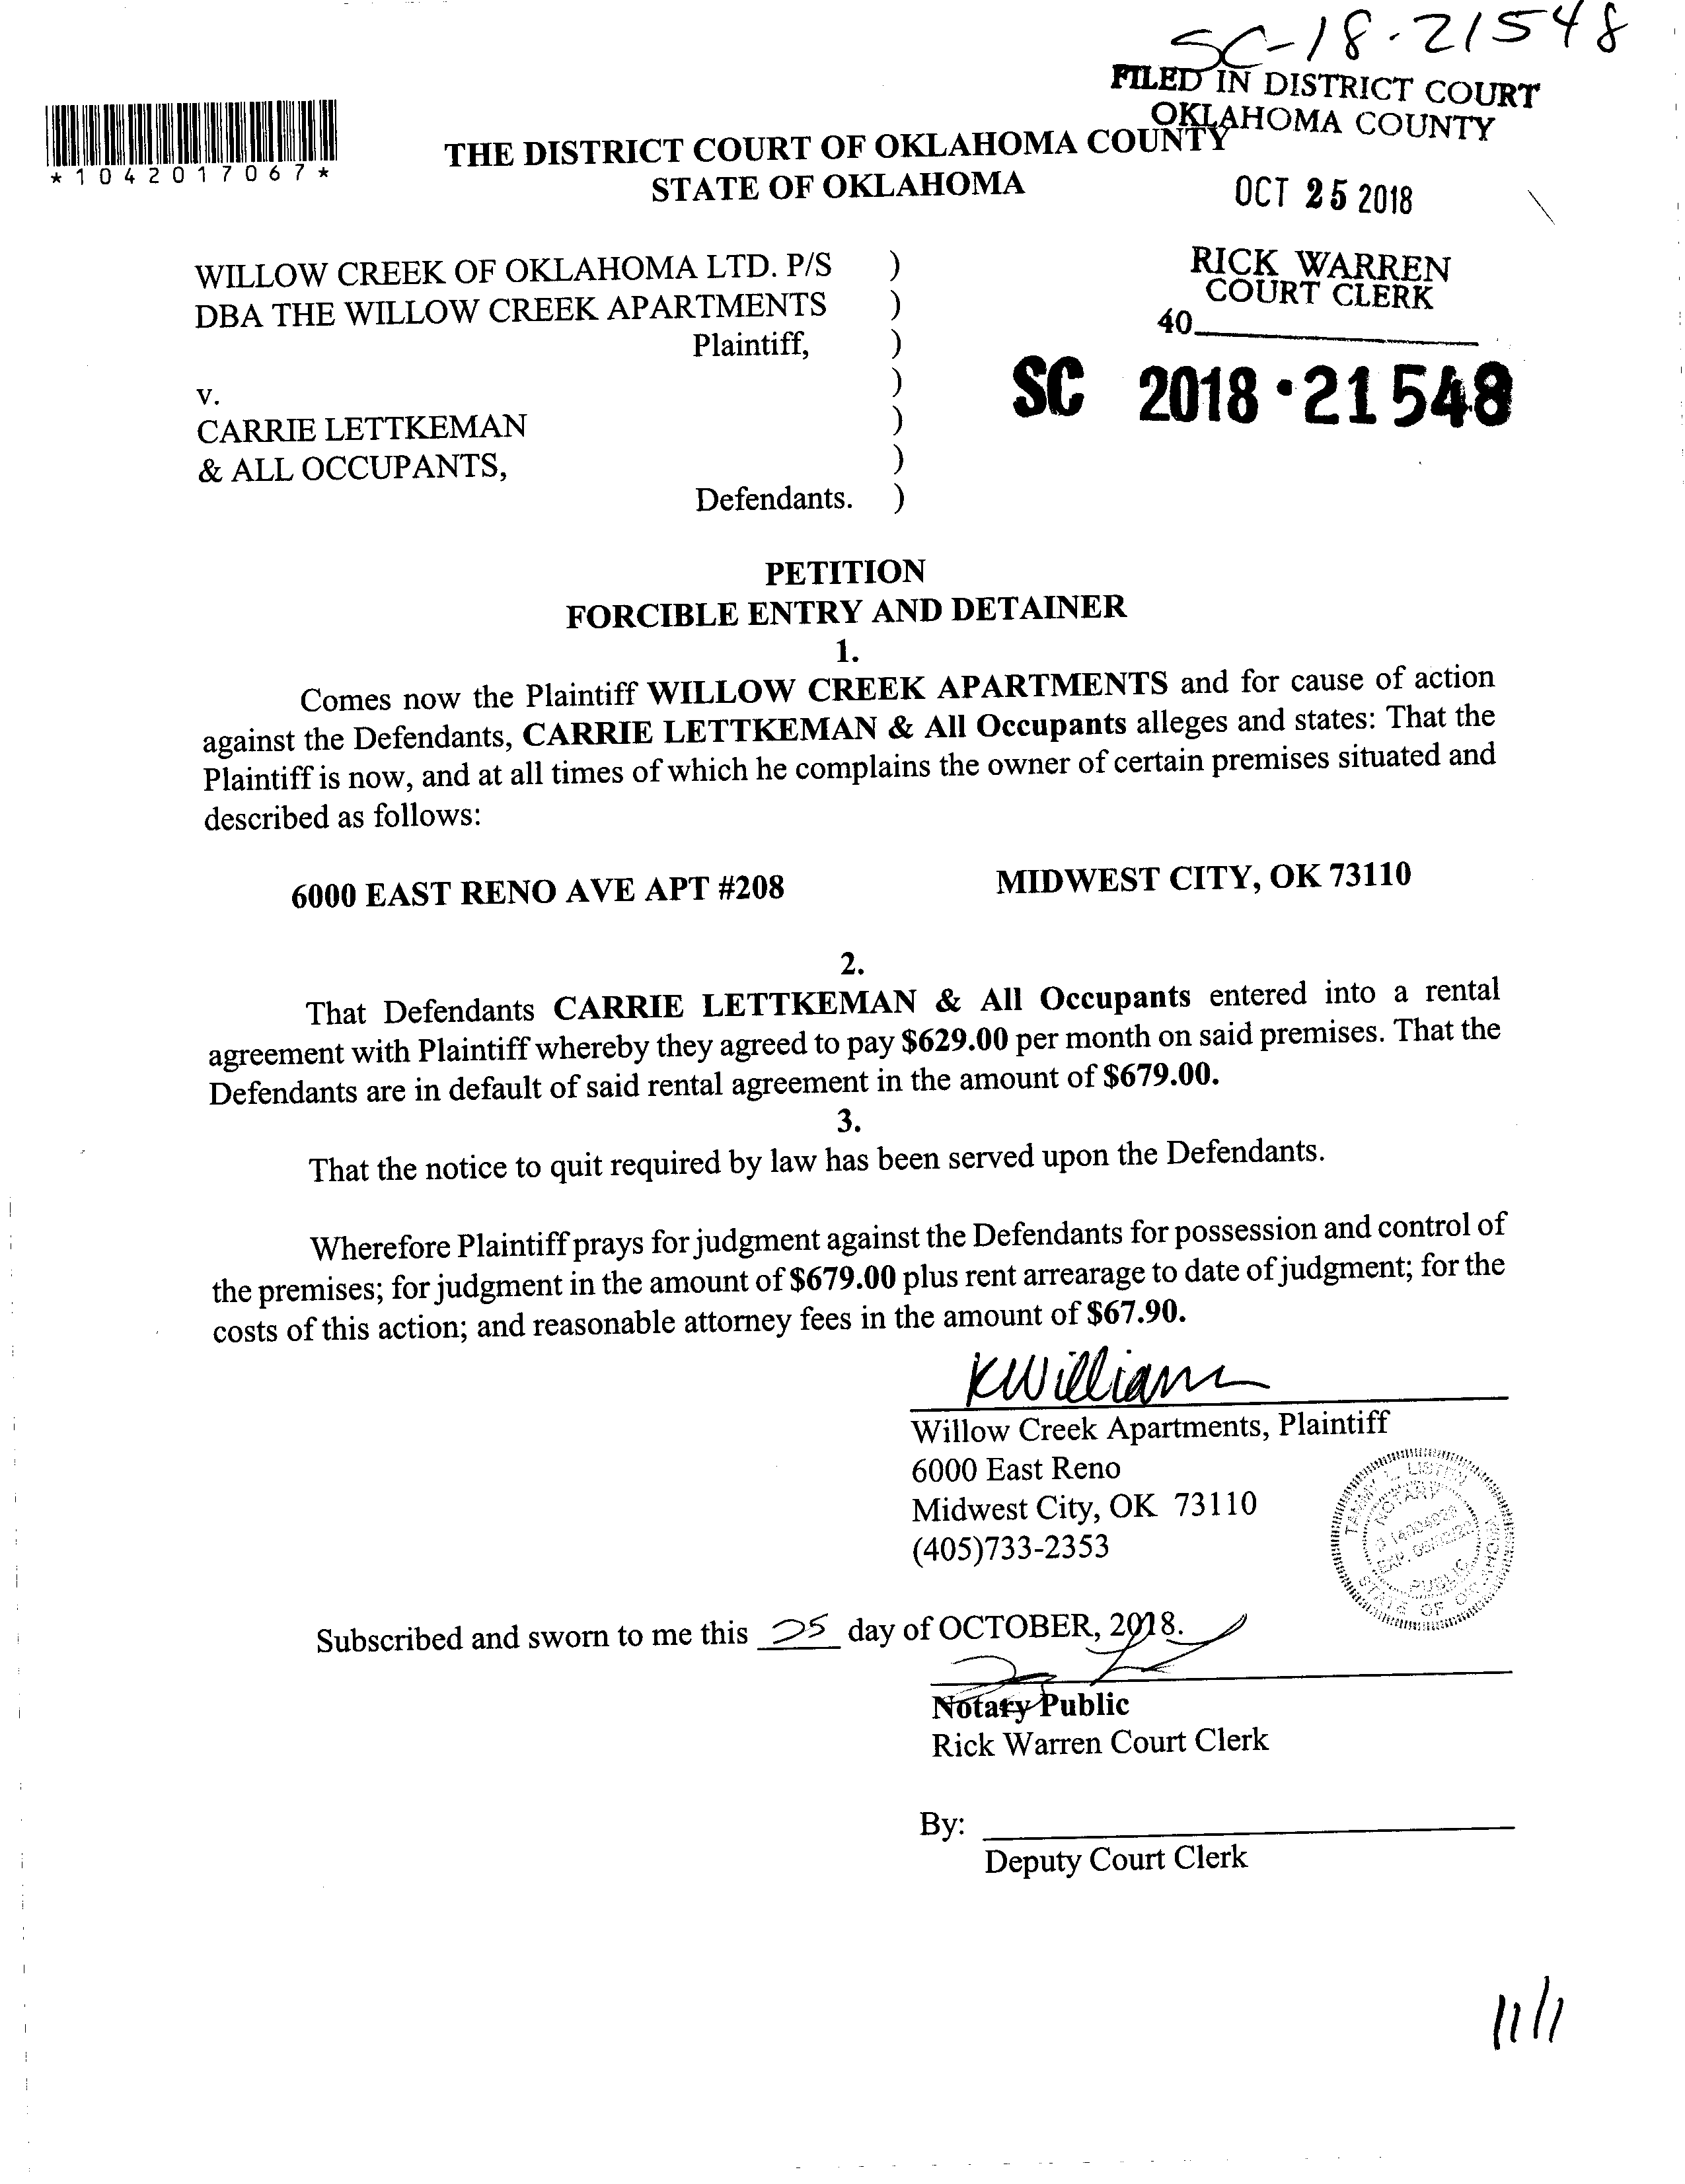 SC-18-21548
FILED IN DISTRICT COURT
OKLAHOMA COUNTY
*1042017067*
THE DISTRICT COURT OF OKLAHOMA COUNTY
STATE OF OKLAHOMA
OCT 25 2018
WILLOW CREEK OF OKLAHOMA LTD. P/S )
DBA THE WILLOW CREEK APARTMENTS )
Plaintiff, )
RICK WARREN
COURT CLERK
40
SC 2018-21548
v. )
CARRIE LETTKEMAN )
& ALL OCCUPANTS, )
Defendants. )
PETITION
FORCIBLE ENTRY AND DETAINER
1.
Comes now the Plaintiff WILLOW CREEK APARTMENTS and for cause of action
against the Defendants, CARRIE LETTKEMAN & All Occupants alleges and states: That the
Plaintiff is now, and at all times of which he complains the owner of certain premises situated and
described as follows:
6000 EAST RENO AVE APT #208 MIDWEST CITY, OK 73110
2.
That Defendants CARRIE LETTKEMAN & All Occupants entered into a rental
agreement with Plaintiff whereby they agreed to pay $629.00 per month on said premises. That the
Defendants are in default of said rental agreement in the amount of $679.00.
3.
That the notice to quit required by law has been served upon the Defendants.
Wherefore Plaintiff prays for judgment against the Defendants for possession and control of
the premises; for judgment in the amount of $679.00 plus rent arrearage to date of judgment; for the
costs of this action; and reasonable attorney fees in the amount of $67.90.
KWilliams
Willow Creek Apartments, Plaintiff
6000 East Reno
Midwest City, OK 73110
(405)733-2353
TAMMY L.
NOTARY
PUBLIC
STATE OF
Subscribed and sworn to me this 25 day of OCTOBER, 2018.
Notary Public
Rick Warren Court Clerk
By:
Deputy Court Clerk
11/1